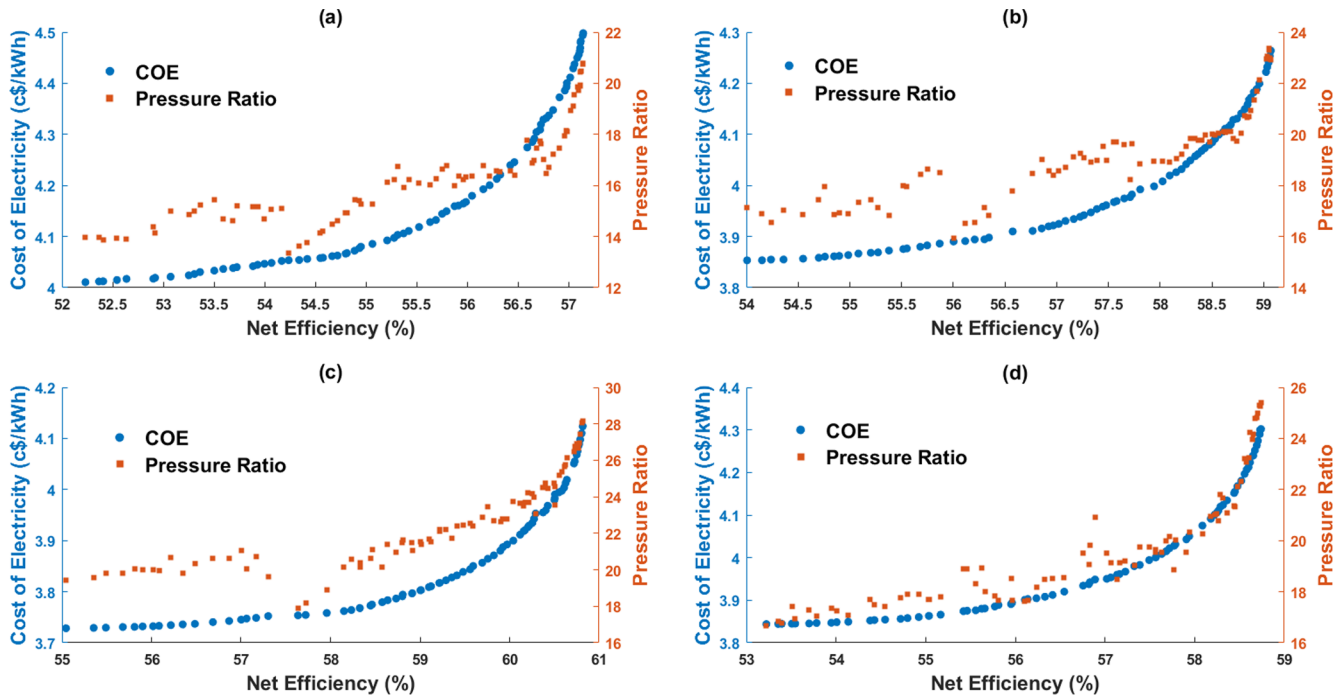 (a)
Cost of Electricity (c$/kWh)
4.5
4.4
4.3
4.2
4.1
4
COE
Pressure Ratio
22
20
18
16
14
12
Pressure Ratio
52 52.5 53 53.5 54 54.5 55 55.5 56 56.5 57
Net Efficiency (%)
(b)
Cost of Electricity (c$/kWh)
4.3
4.2
4.1
4
3.9
3.8
COE
Pressure Ratio
24
22
20
18
16
14
Pressure Ratio
54 54.5 55 55.5 56 56.5 57 57.5 58 58.5 59
Net Efficiency (%)
(c)
Cost of Electricity (c$/kWh)
4.2
4.1
4
3.9
3.8
3.7
COE
Pressure Ratio
30
28
26
24
22
20
18
16
Pressure Ratio
55 56 57 58 59 60 61
Net Efficiency (%)
(d)
Cost of Electricity (c$/kWh)
4.4
4.3
4.2
4.1
4
3.9
3.8
COE
Pressure Ratio
26
24
22
20
18
16
Pressure Ratio
53 54 55 56 57 58 59
Net Efficiency (%)